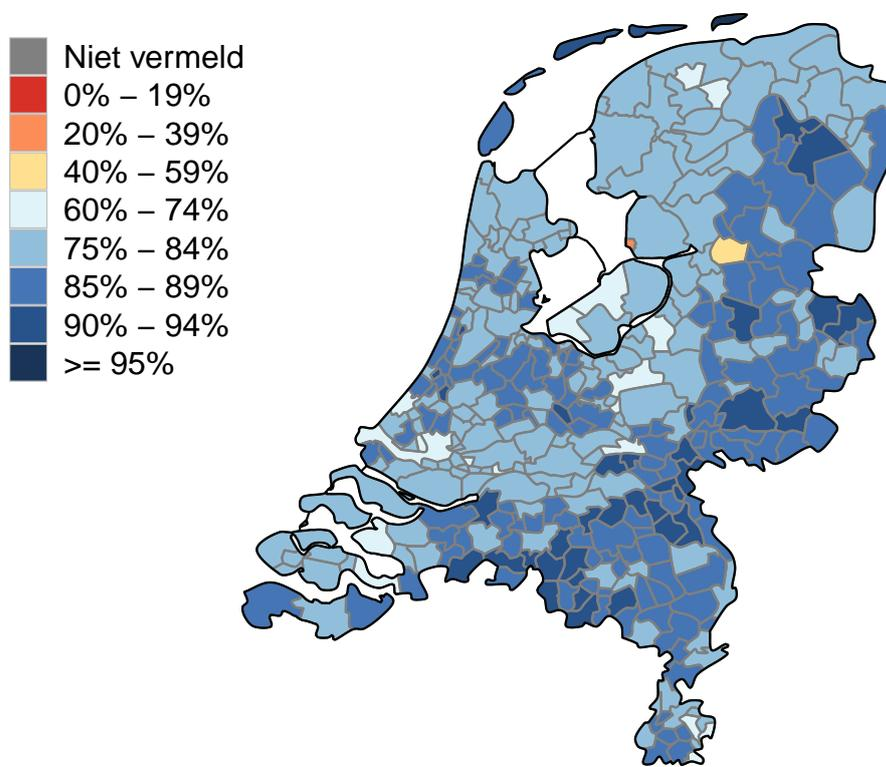 Niet vermeld
0% – 19%
20% – 39%
40% – 59%
60% – 74%
75% – 84%
85% – 89%
90% – 94%
>= 95%